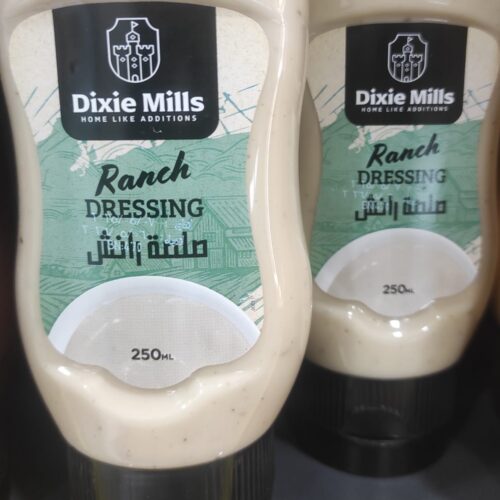 Dixie Mills
HOME LIKE ADDITIONS
Ranch
DRESSING
صلصة رانش
250ML
Dixie Mills
HOME LIKE ADDITIONS
Ranch
DRESSING
صلصة رانش
250ML